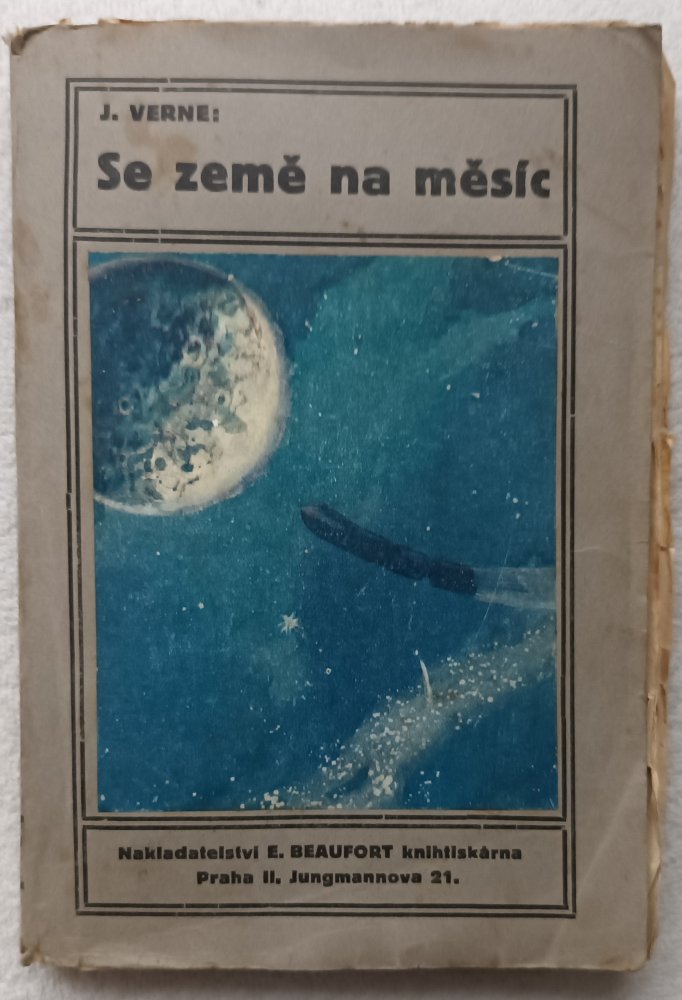 J. VERNE:
Se země na měsíc
Nakladatelství E. BEAUFORT knihtiskárna
Praha II, Jungmannova 21.